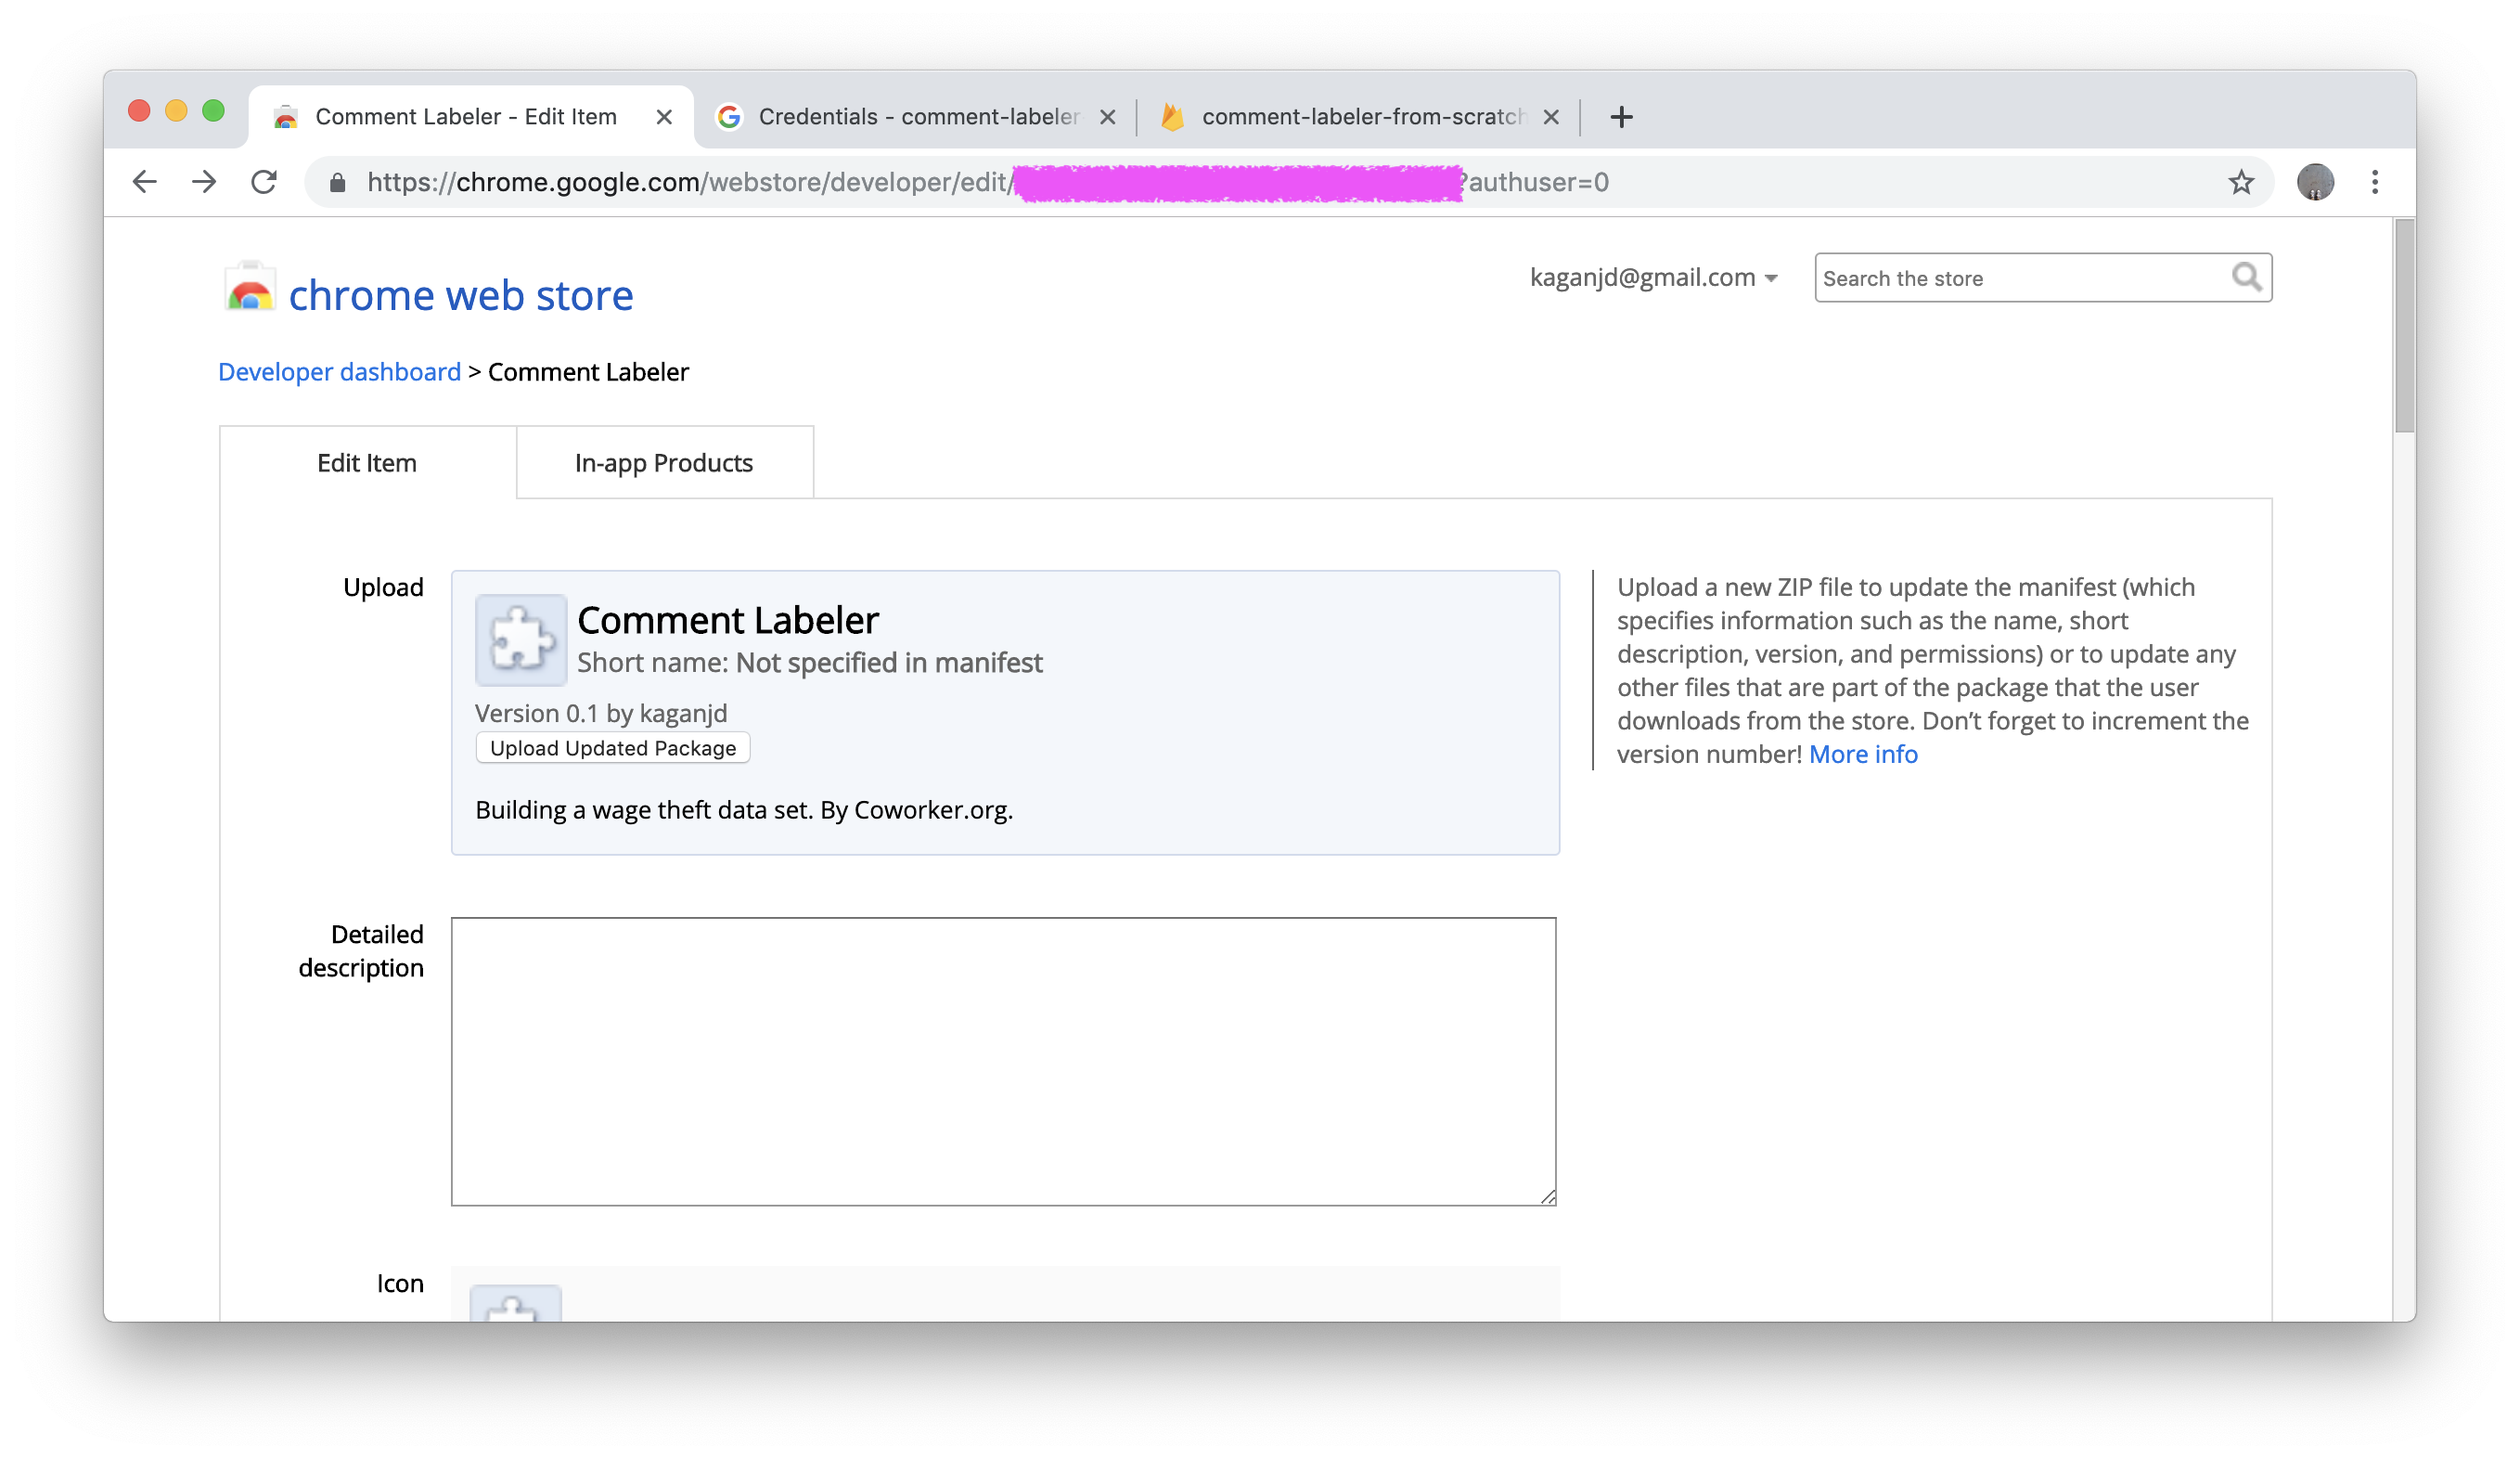 Comment Labeler - Edit Item
Credentials - comment-labeler
comment-labeler-from-scratch
https://chrome.google.com/webstore/developer/edit/
?authuser=0
chrome web store
kaganjd@gmail.com
Search the store
Developer dashboard > Comment Labeler
Edit Item
In-app Products
Upload
Comment Labeler
Short name: Not specified in manifest
Version 0.1 by kaganjd
Upload Updated Package
Building a wage theft data set. By Coworker.org.
Upload a new ZIP file to update the manifest (which
specifies information such as the name, short
description, version, and permissions) or to update any
other files that are part of the package that the user
downloads from the store. Don’t forget to increment the
version number! More info
Detailed
description
Icon